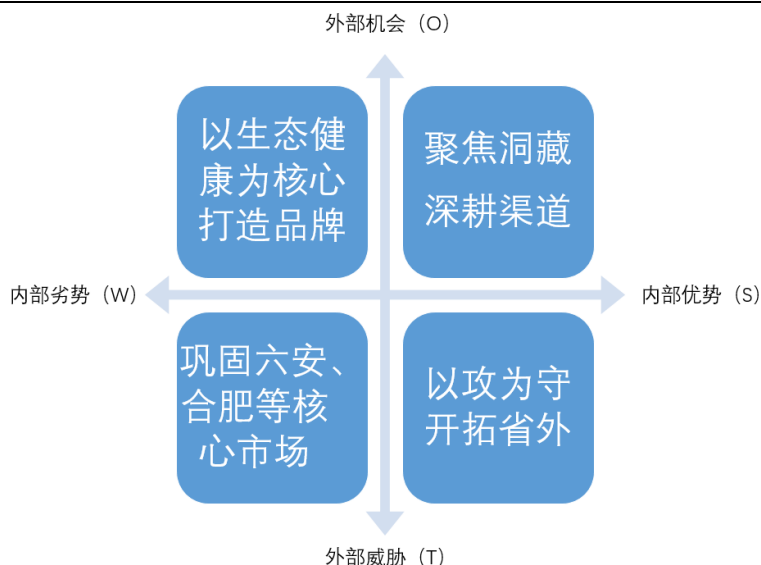 外部机会（O）
以生态健
康为核心
打造品牌
聚焦洞藏
深耕渠道
内部劣势（W）
内部优势（S）
巩固六安、
合肥等核
心市场
以攻为守
开拓省外
外部威胁（T）